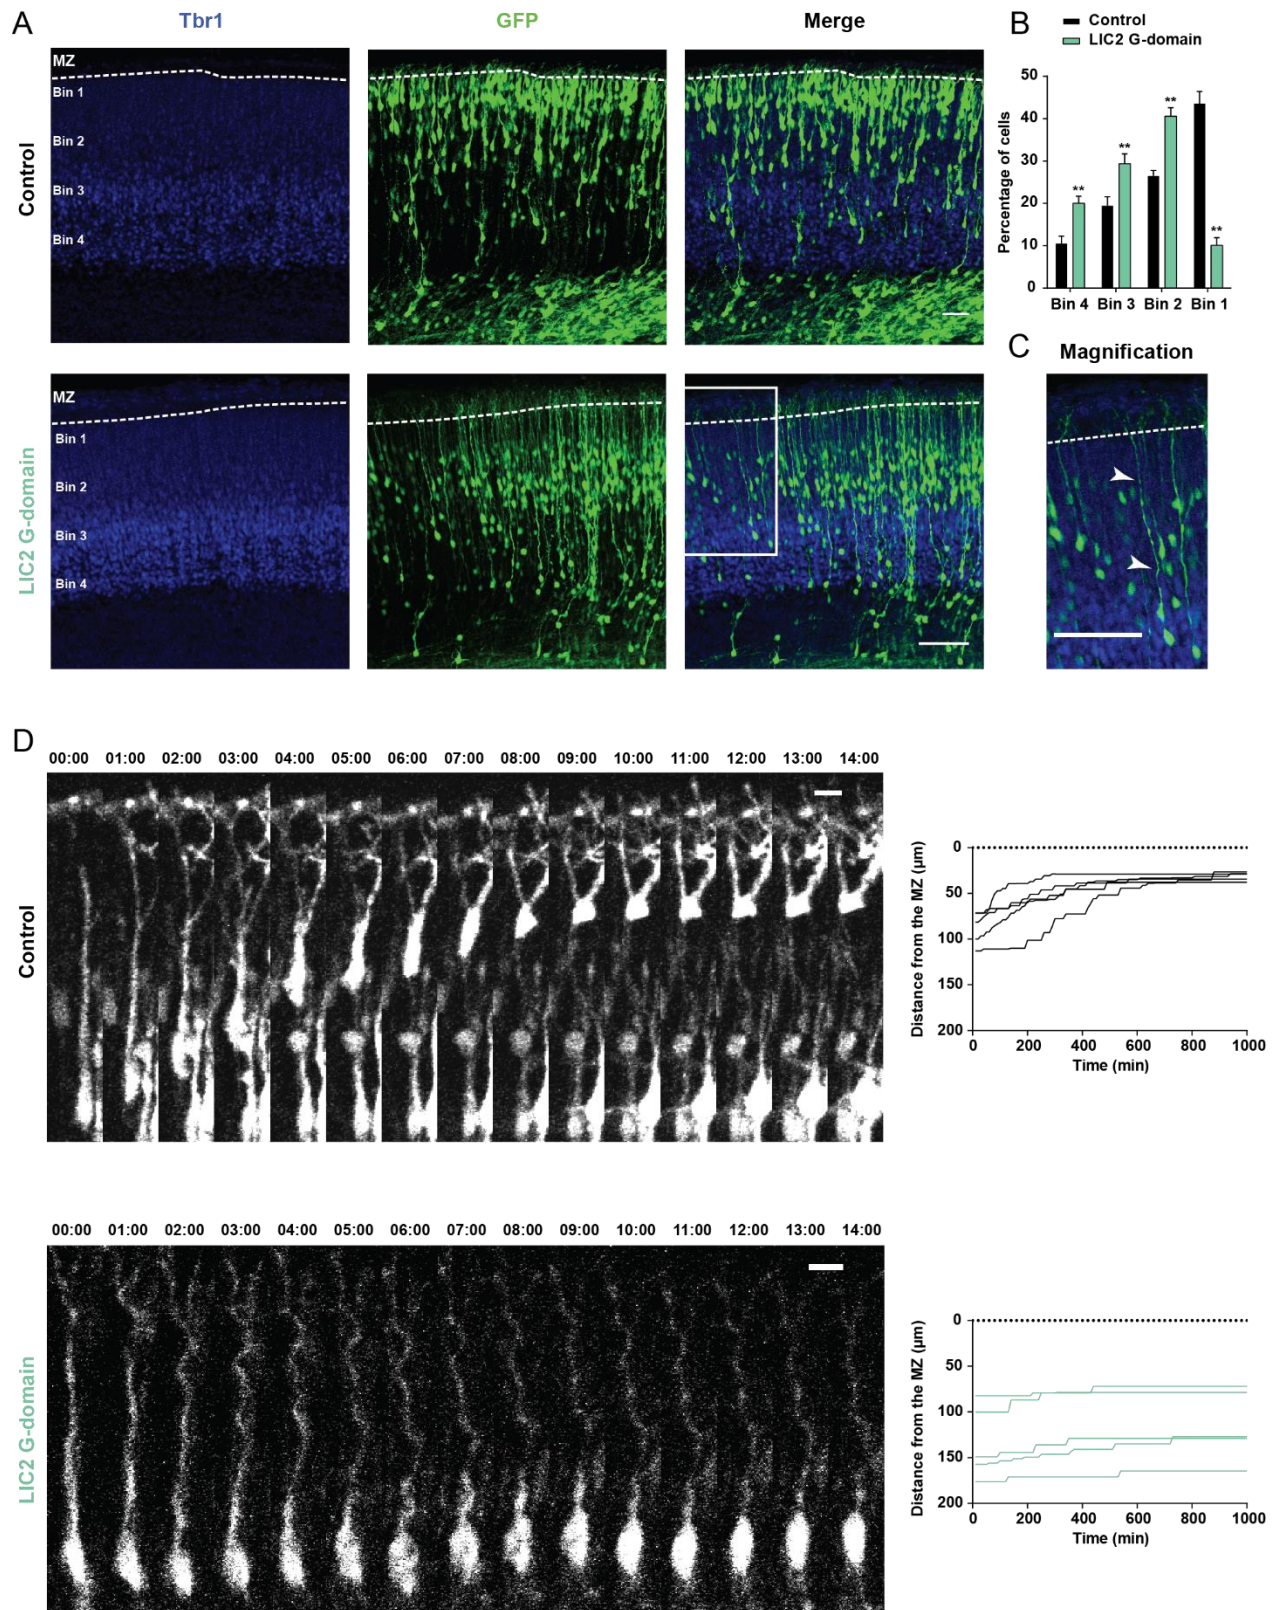 A
Tbr1
GFP
Merge
Control
MZ
Bin 1
Bin 2
Bin 3
Bin 4
LIC2 G-domain
MZ
Bin 1
Bin 2
Bin 3
Bin 4
B
Control
LIC2 G-domain
Percentage of cells
50
40
30
20
10
0
** ** ** **
Bin 4 Bin 3 Bin 2 Bin 1
C
Magnification
D
Control
00:00 01:00 02:00 03:00 04:00 05:00 06:00 07:00 08:00 09:00 10:00 11:00 12:00 13:00 14:00
Distance from the MZ (μm)
0
50
100
150
200
0 200 400 600 800 1000
Time (min)
LIC2 G-domain
00:00 01:00 02:00 03:00 04:00 05:00 06:00 07:00 08:00 09:00 10:00 11:00 12:00 13:00 14:00
Distance from the MZ (μm)
0
50
100
150
200
0 200 400 600 800 1000
Time (min)